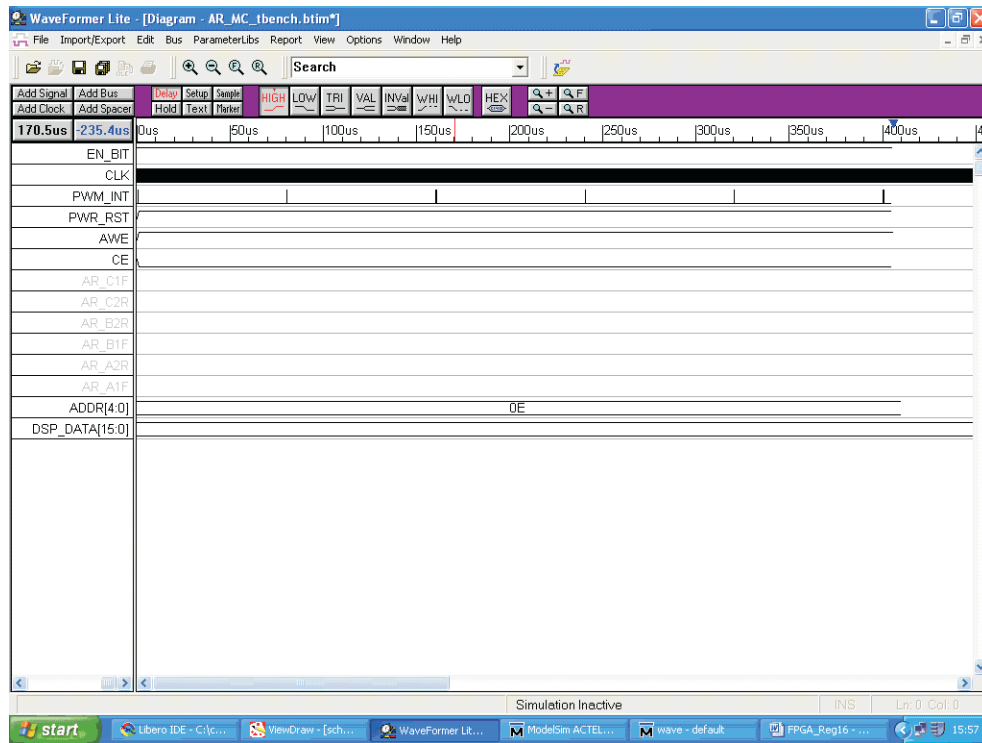 WaveFormer Lite - [Diagram - AR_MC_tbench.btim*]
File Import/Export Edit Bus ParameterLibs Report View Options Window Help
Search
Add Signal Add Bus Delay Setup Sample HIGH LOW TRI VAL INVal WHI WLO HEX + F
Add Clock Add Spacer Hold Text Marker - R
170.5us -235.4us 0us 50us 100us 150us 200us 250us 300us 350us 400us 4
EN_BIT
CLK
PWM_INT
PWR_RST
AWE
CE
AR_C1F
AR_C2R
AR_B2R
AR_B1F
AR_A2R
AR_A1F
ADDR[4:0] 0E
DSP_DATA[15:0]
Simulation Inactive INS Ln:0 Col:0
start Libero IDE - C:\c... ViewDraw - [sch... WaveFormer Lit... ModelSim ACTEL... wave - default FPGA_Reg16 - ... 15:57